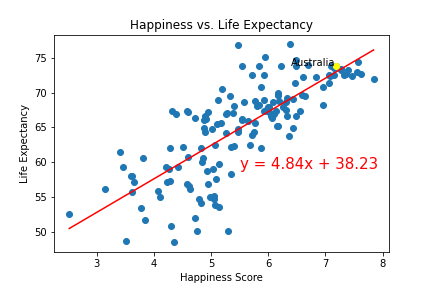 Happiness vs. Life Expectancy
Life Expectancy
75
70
65
60
55
50
Australia
y = 4.84x + 38.23
3 4 5 6 7 8
Happiness Score